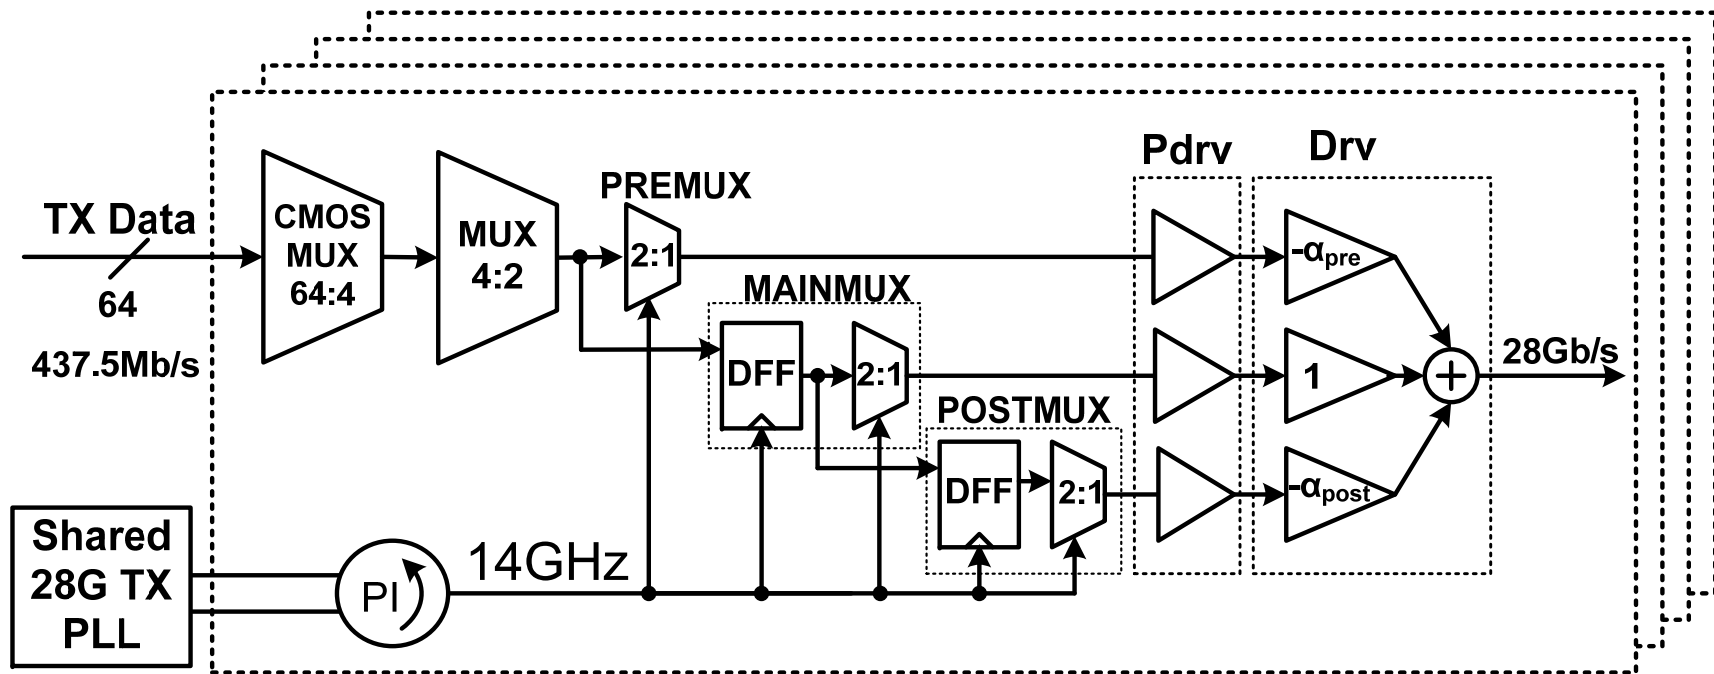 TX Data
64
437.5Mb/s
CMOS
MUX
64:4
MUX
4:2
PREMUX
2:1
MAINMUX
DFF
2:1
POSTMUX
DFF
2:1
Pdrv
Drv
-αpre
1
-αpost
+
28Gb/s
Shared
28G TX
PLL
PI
14GHz